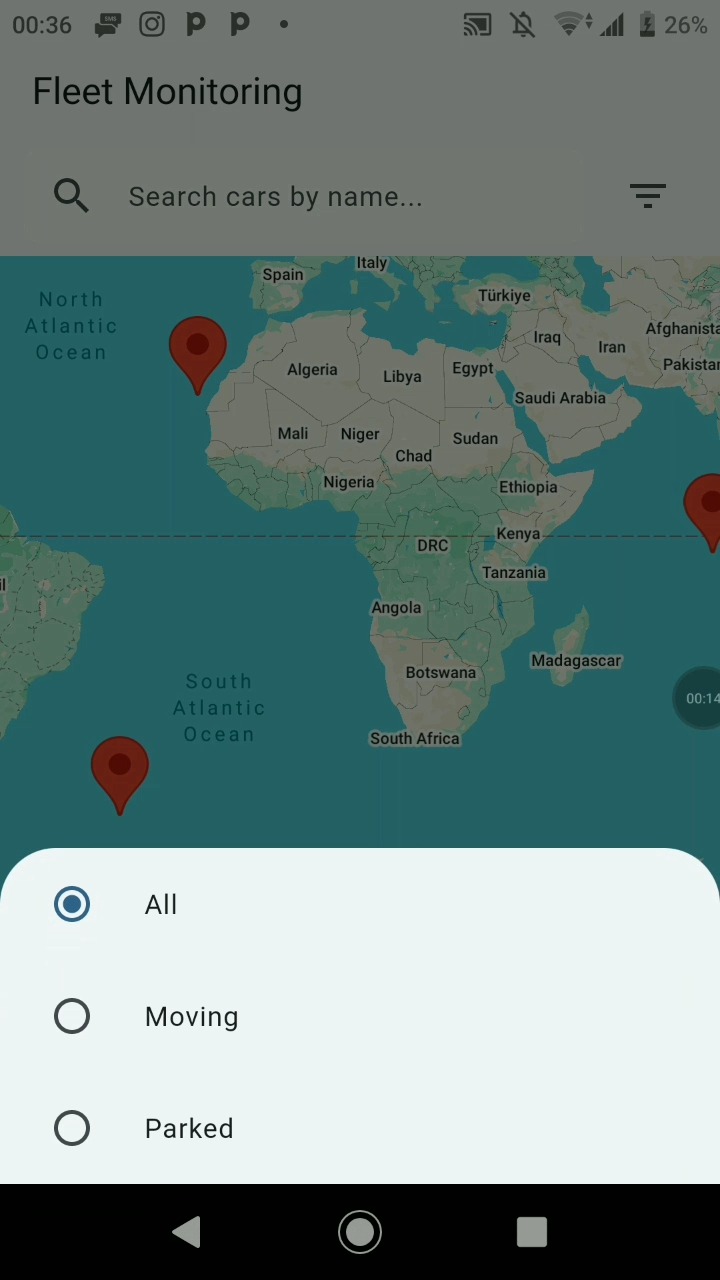 00:36
SMS
26%
Fleet Monitoring
Search cars by name...
Italy
Spain
North
Atlantic
Ocean
Türkiye
Afghanista
Iraq
Iran
Pakistan
Algeria
Libya
Egypt
Saudi Arabia
Mali
Niger
Sudan
Chad
Nigeria
Ethiopia
Kenya
DRC
Tanzania
il
Angola
Madagascar
Botswana
South
Atlantic
Ocean
00:14
South Africa
All
Moving
Parked